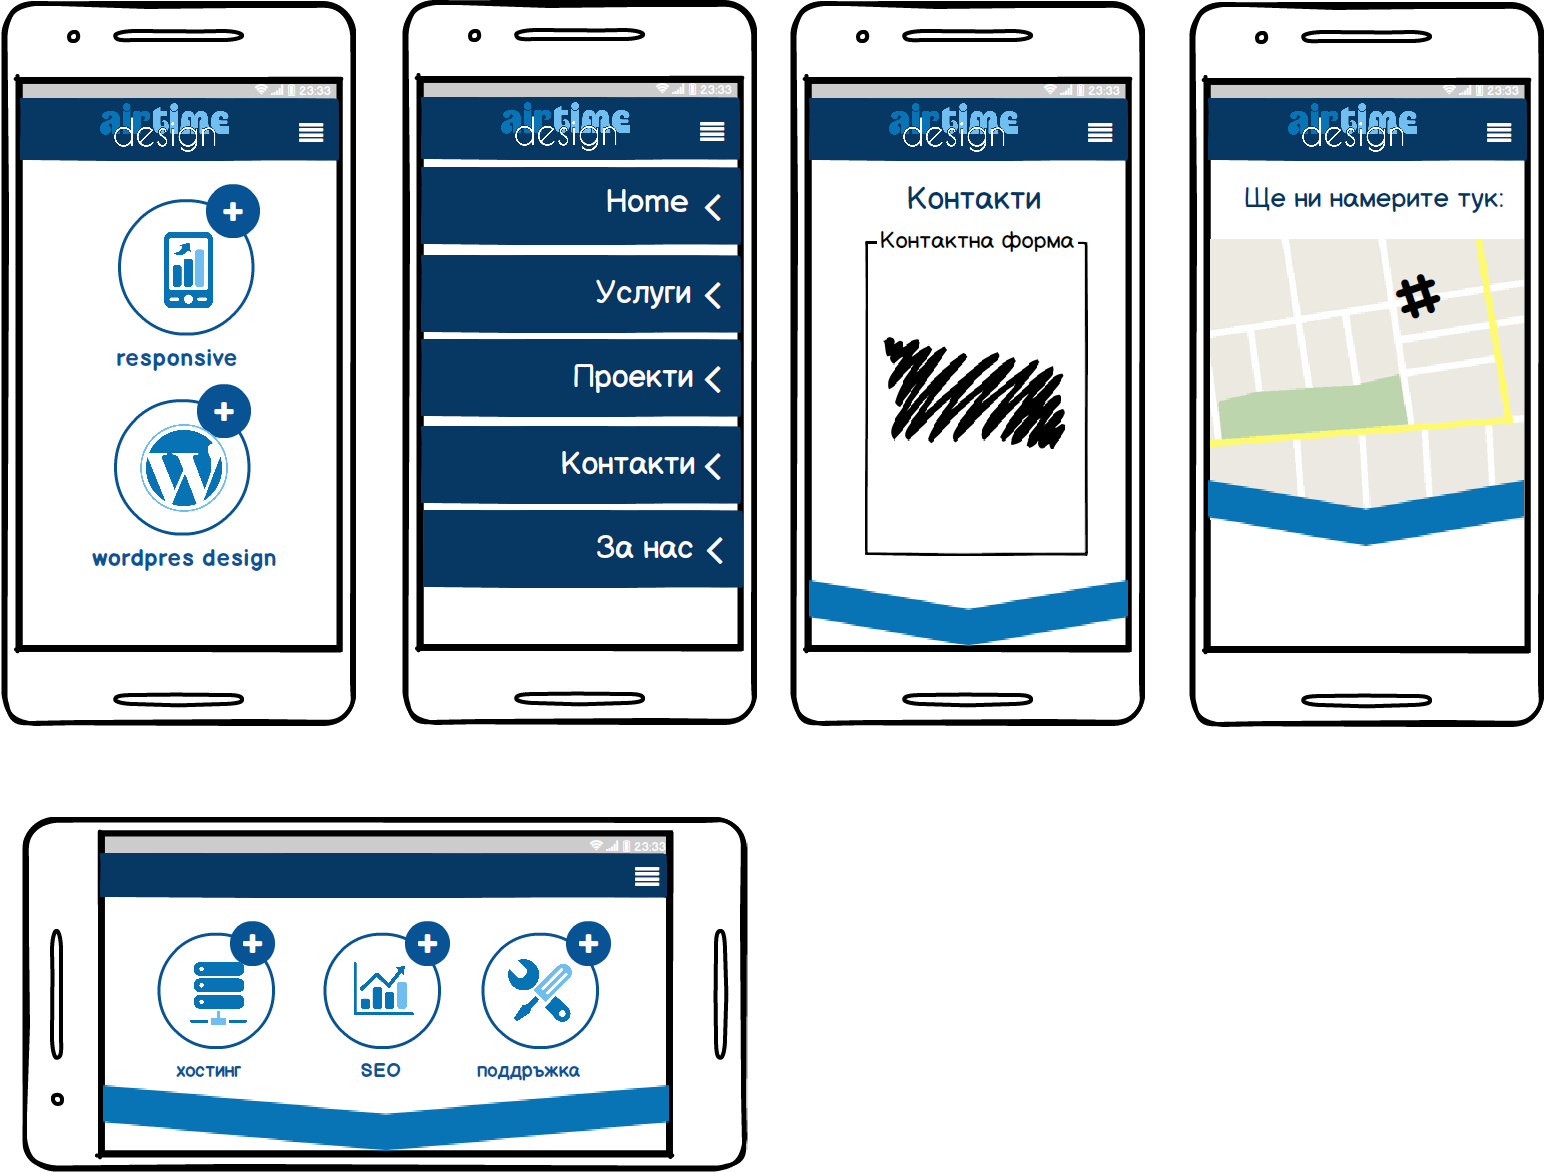 23:33
airtime
design
responsive
wordpres design
23:33
airtime
design
Home
Услуги
Проекти
Контакти
За нас
23:33
airtime
design
Контакти
Контактна форма
23:33
airtime
design
Ще ни намерите тук:
23:33
хостинг
SEO
поддръжка